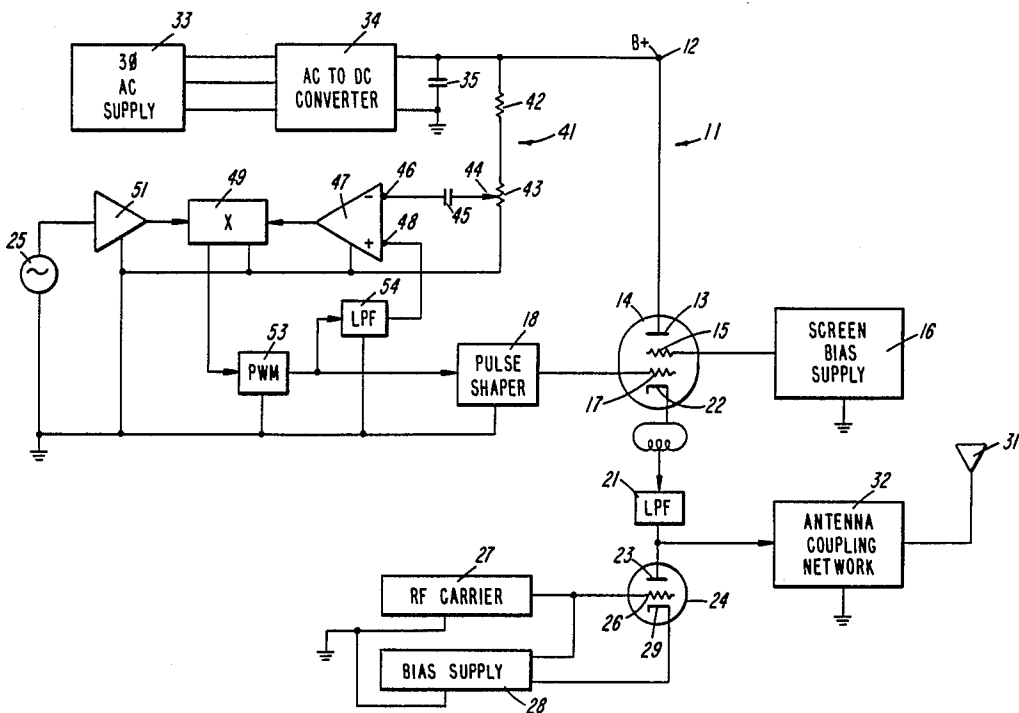 33
34
11
B+
12
3Ø
AC
SUPPLY
AC TO DC
CONVERTER
35
42
41
11
51
49
47
46
44
43
X
−
+
45
48
25
54
LPF
14
13
53
18
15
PWM
PULSE
SHAPER
SCREEN
BIAS
SUPPLY
16
17
22
31
21
LPF
32
ANTENNA
COUPLING
NETWORK
27
23
RF CARRIER
26
24
29
BIAS SUPPLY
28